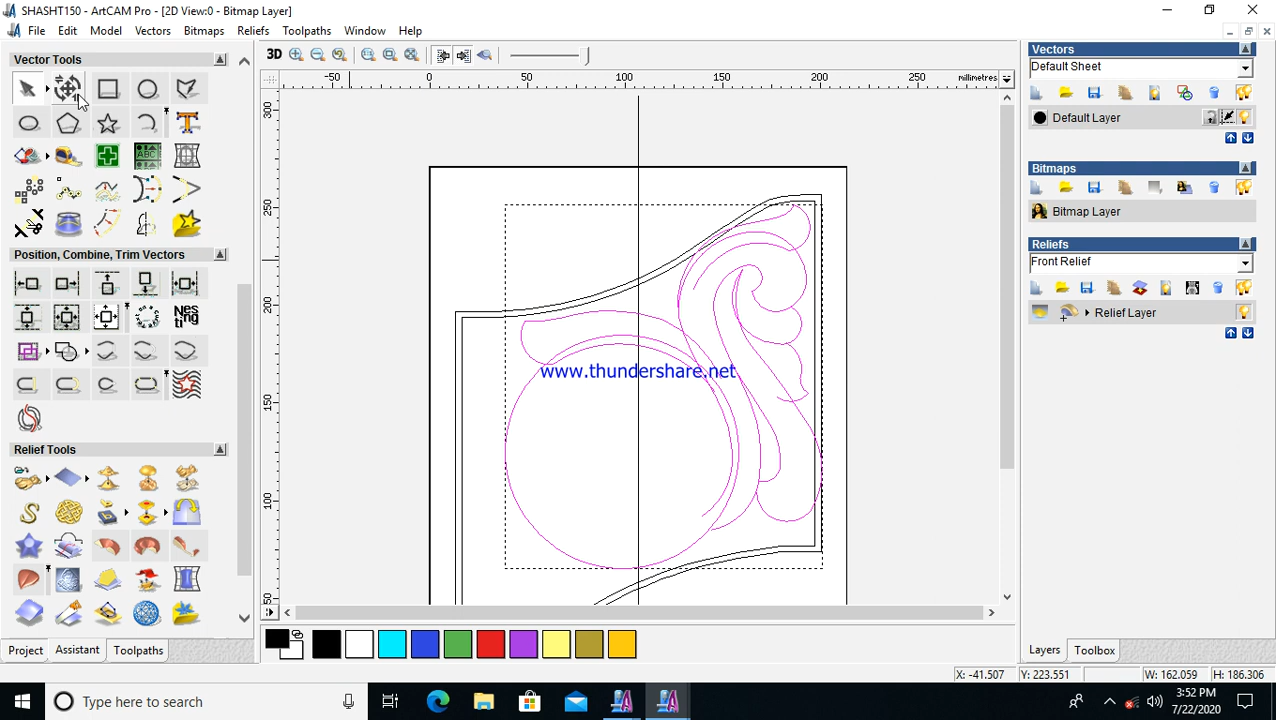 SHASHT150 - ArtCAM Pro - [2D View:0 - Bitmap Layer]
File Edit Model Vectors Bitmaps Reliefs Toolpaths Window Help
Vector Tools
3D
-50 0 50 100 150 200 250 millimetres
300
250
200
150
100
50
T
ABC
Position, Combine, Trim Vectors
Nes
ti
ng
Relief Tools
www.thundershare.net
Vectors
Default Sheet
Default Layer
Bitmaps
Bitmap Layer
Reliefs
Front Relief
Relief Layer
Project Assistant Toolpaths
Layers Toolbox
X: -41.507 Y: 223.551 W: 162.059 H: 186.306
Type here to search
3:52 PM
7/22/2020